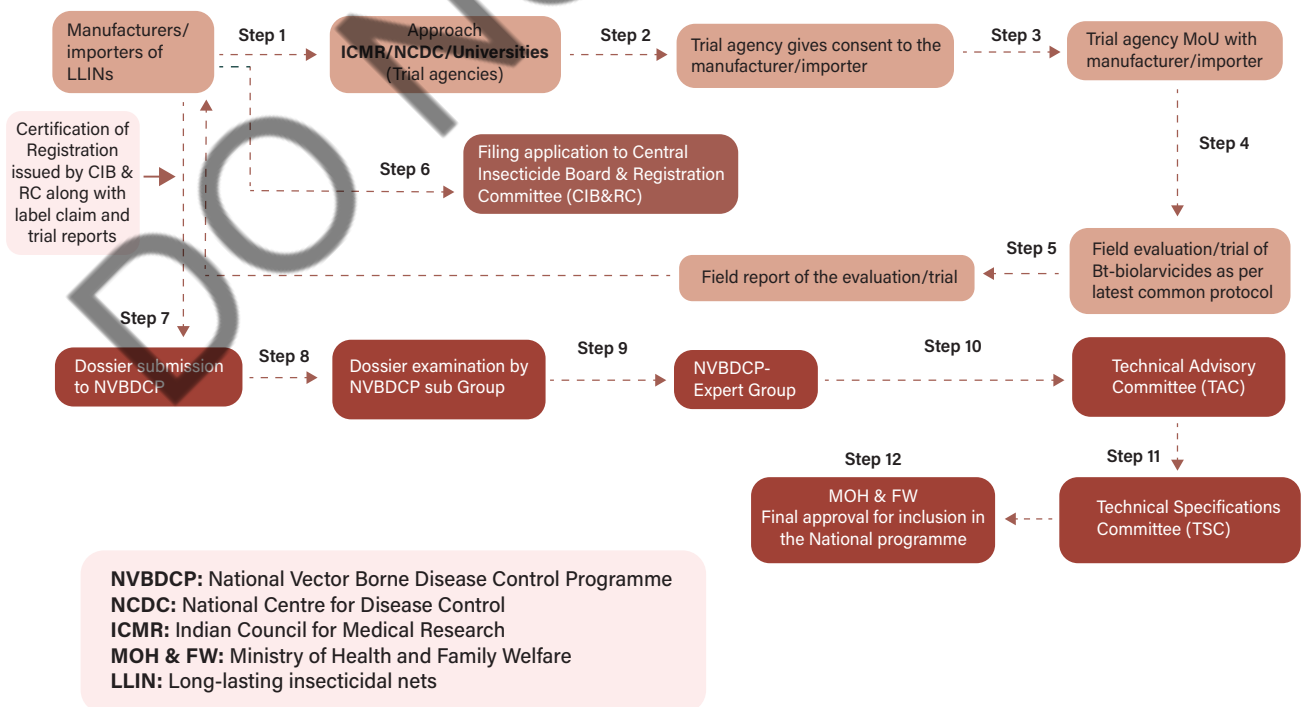 Manufacturers/
importers of
LLINs
Step 1
Approach
ICMR/NCDC/Universities
(Trial agencies)
Step 2
Trial agency gives consent to the
manufacturer/importer
Step 3
Trial agency MoU with
manufacturer/importer
Step 4
Certification of
Registration
issued by CIB &
RC along with
label claim and
trial reports
Step 6
Filing application to Central
Insecticide Board & Registration
Committee (CIB&RC)
Step 5
Field evaluation/trial of
Bt-biolarvicides as per
latest common protocol
Field report of the evaluation/trial
Step 7
Dossier submission
to NVBDCP
Step 8
Dossier examination by
NVBDCP sub Group
Step 9
NVBDCP-
Expert Group
Step 10
Technical Advisory
Committee (TAC)
Step 11
Technical Specifications
Committee (TSC)
Step 12
MOH & FW
Final approval for inclusion in
the National programme
NVBDCP: National Vector Borne Disease Control Programme
NCDC: National Centre for Disease Control
ICMR: Indian Council for Medical Research
MOH & FW: Ministry of Health and Family Welfare
LLIN: Long-lasting insecticidal nets
DO N